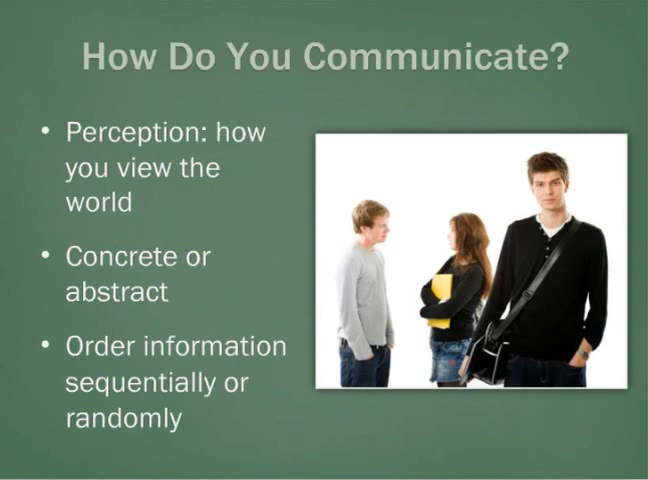 How Do You Communicate?
• Perception: how
you view the
world
• Concrete or
abstract
• Order information
sequentially or
randomly